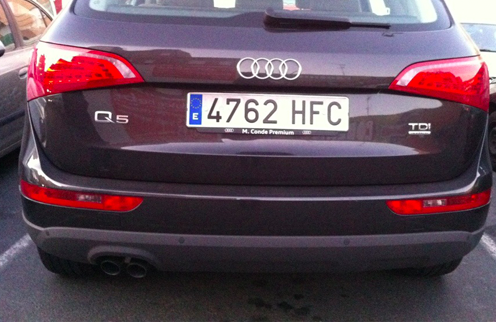 E 4762 HFC
M. Conde Premium
Q5
TDI